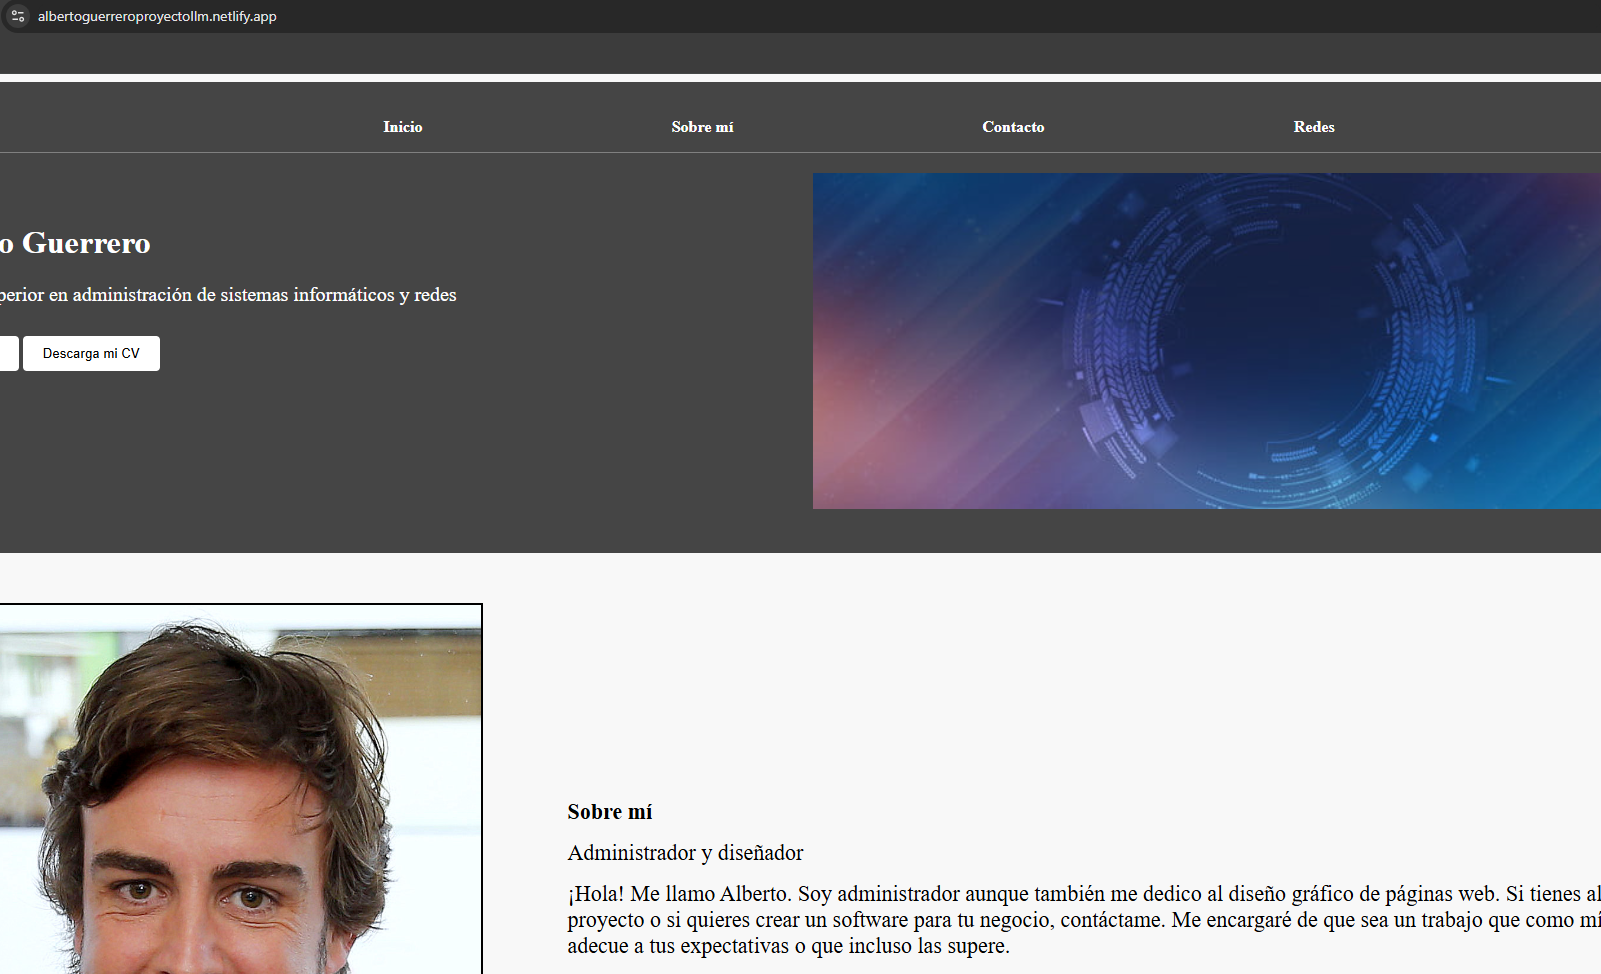 albertoguerreroproyectollm.netlify.app
Inicio Sobre mí Contacto Redes
o Guerrero
perior en administración de sistemas informáticos y redes
Descarga mi CV
Sobre mí
Administrador y diseñador
¡Hola! Me llamo Alberto. Soy administrador aunque también me dedico al diseño gráfico de páginas web. Si tienes al
proyecto o si quieres crear un software para tu negocio, contáctame. Me encargaré de que sea un trabajo que como mí
adecue a tus expectativas o que incluso las supere.